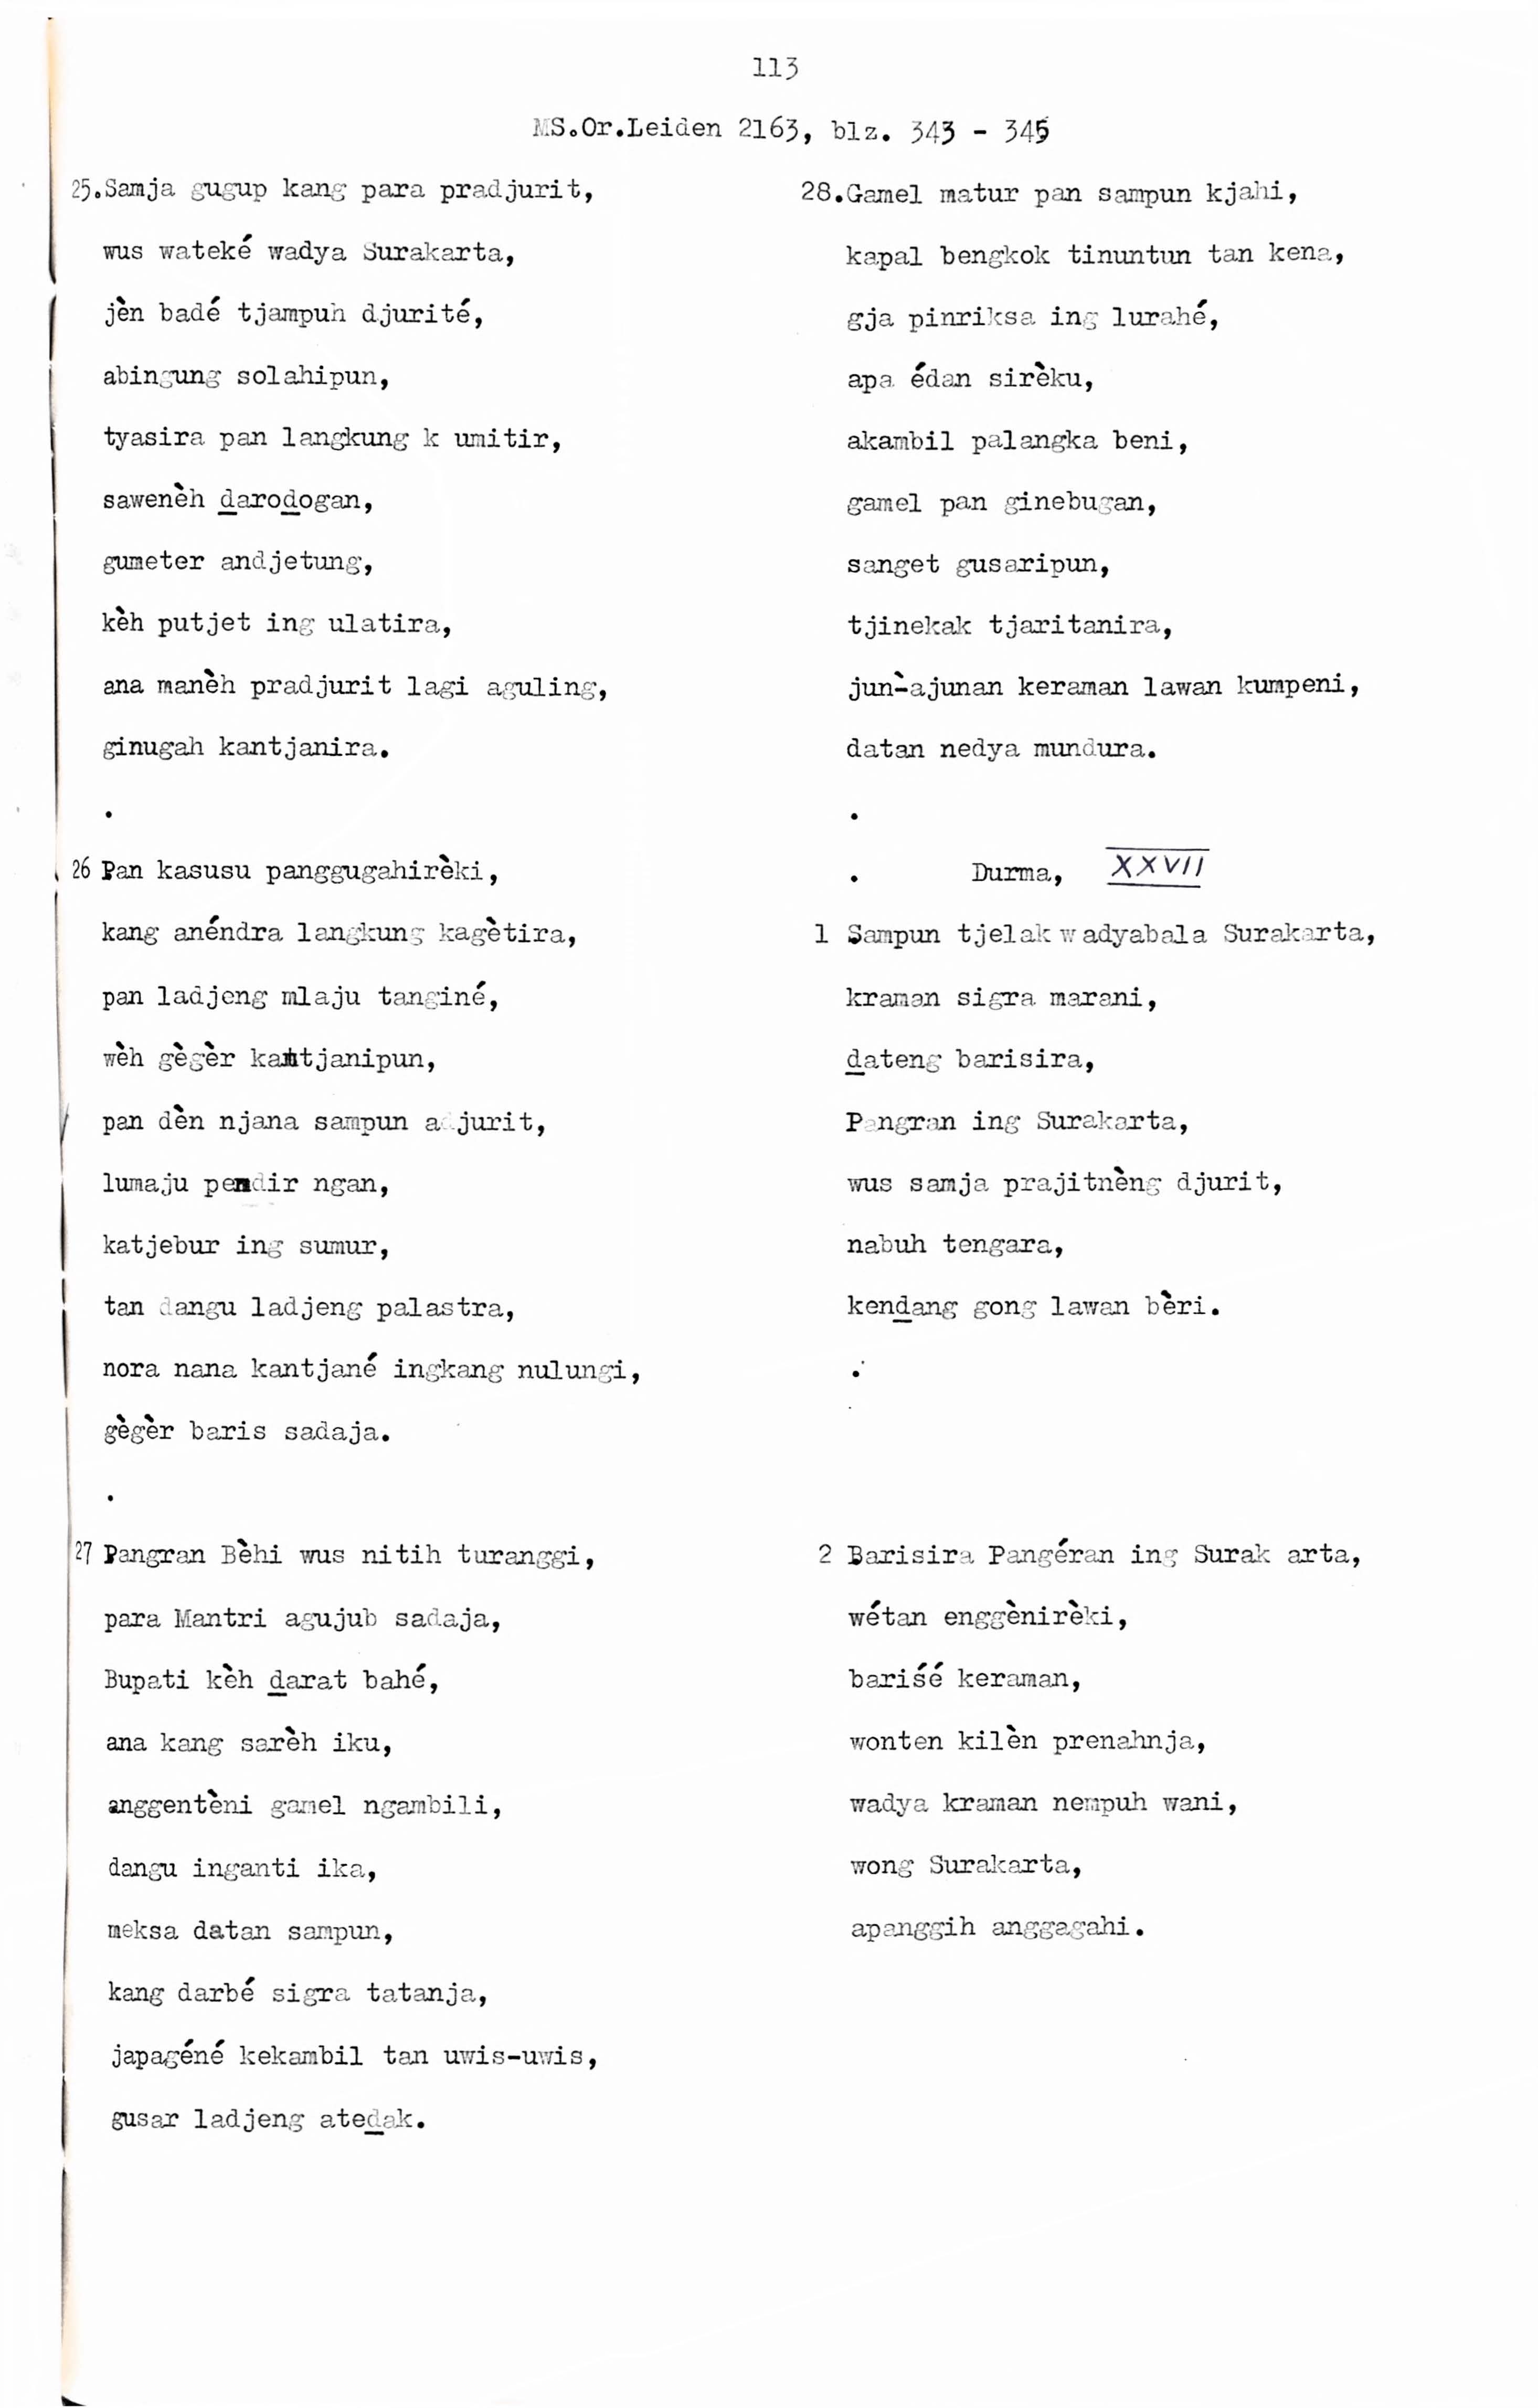 113
MS.Or.Leiden 2163, blz. 343 - 345
25.Samja gugup kang para pradjurit,
wus wateké wadya Surakarta,
jèn badé tjampuh djurité,
abingung solahipun,
tyasira pan langkung k umitir,
sawenèh ḏaroḏogan,
gumeter andjetung,
kèh putjet ing ulatira,
ana manèh pradjurit lagi aguling,
ginugah kantjanira.
.
26 Pan kasusu panggugahirèki,
kang anéndra langkung kagètira,
pan ladjeng mlaju tanginé,
wèh gègèr kantjanipun,
pan dèn njana sampun adjurit,
lumaju ngan,
katjebur ing sumur,
tan dangu ladjeng palastra,
nora nana kantjané ingkang nulungi,
gègèr baris sadaja.
.
27 Pangran Bèhi wus nitih turanggi,
para Mantri agujub sadaja,
Bupati kèh ḏarat bahé,
ana kang sarèh iku,
anggentèni gamel ngambili,
dangu inganti ika,
meksa datan sampun,
kang darbé sigra tatanja,
japagéné kekambil tan uwis-uwis,
gusar ladjeng ateḏak.
28.Gamel matur pan sampun kjahi,
kapal bengkok tinuntun tan kena,
gja pinriksa ing lurahé,
apa édan sirèku,
akambil palangka beni,
gamel pan ginebugan,
sanget gusaripun,
tjinekak tjaritanira,
jun-ajunan keraman lawan kumpeni,
datan nedya mundura.
.
. Durma, XXVII
1 Sampun tjelak w adyabala Surakarta,
kraman sigra marani,
ḏateng barisira,
Pangran ing Surakarta,
wus samja prajitnèng djurit,
nabuh tengara,
kenḏang gong lawan bèri.
.
2 Barisira Pangéran ing Surak arta,
wétan enggènirèki,
barisé keraman,
wonten kilèn prenahnja,
wadya kraman nempuh wani,
wong Surakarta,
apanggih anggagahi.